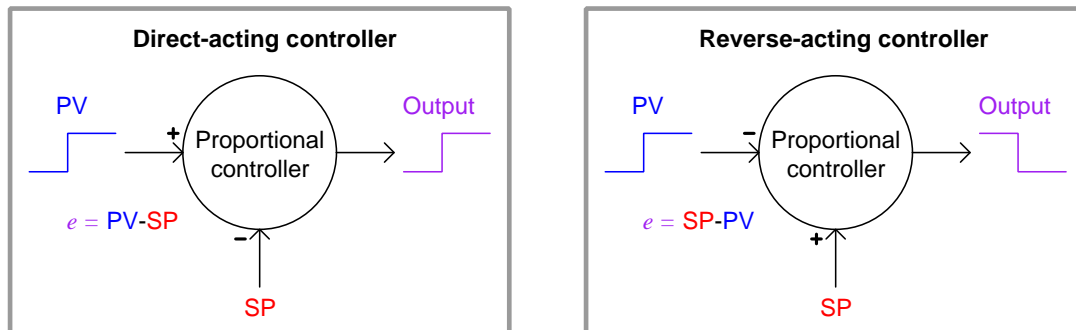 Direct-acting controller
PV
Output
+
Proportional
controller
e = PV-SP
-
SP
Reverse-acting controller
PV
Output
-
Proportional
controller
e = SP-PV
+
SP